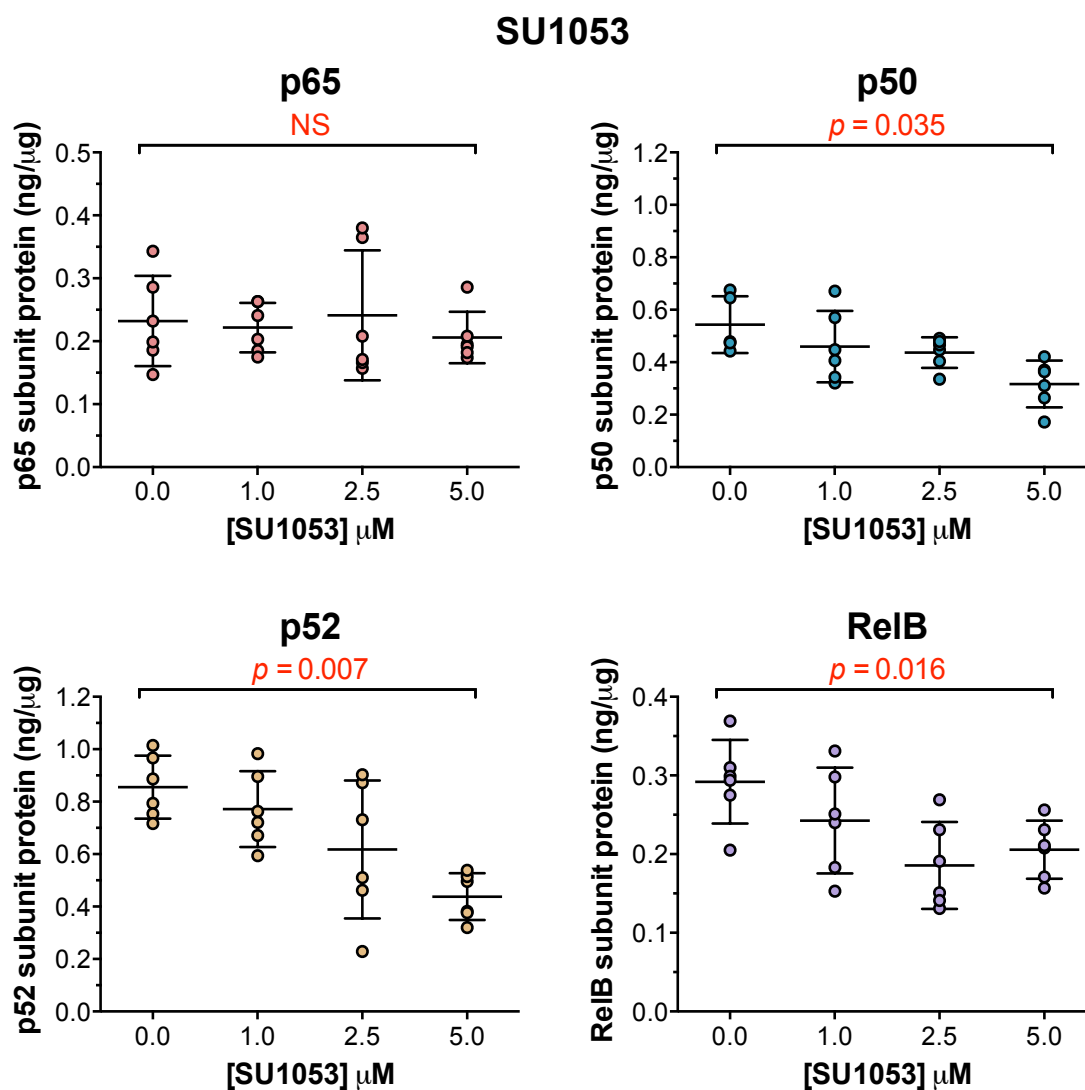 SU1053
p65
NS
p65 subunit protein (ng/μg)
0.5
0.4
0.3
0.2
0.1
0.0
0.0 1.0 2.5 5.0
[SU1053] μM
p50
p = 0.035
p50 subunit protein (ng/μg)
1.2
1.0
0.8
0.6
0.4
0.2
0.0
0.0 1.0 2.5 5.0
[SU1053] μM
p52
p = 0.007
p52 subunit protein (ng/μg)
1.2
1.0
0.8
0.6
0.4
0.2
0.0
0.0 1.0 2.5 5.0
[SU1053] μM
RelB
p = 0.016
RelB subunit protein (ng/μg)
0.4
0.3
0.2
0.1
0.0
0.0 1.0 2.5 5.0
[SU1053] μM